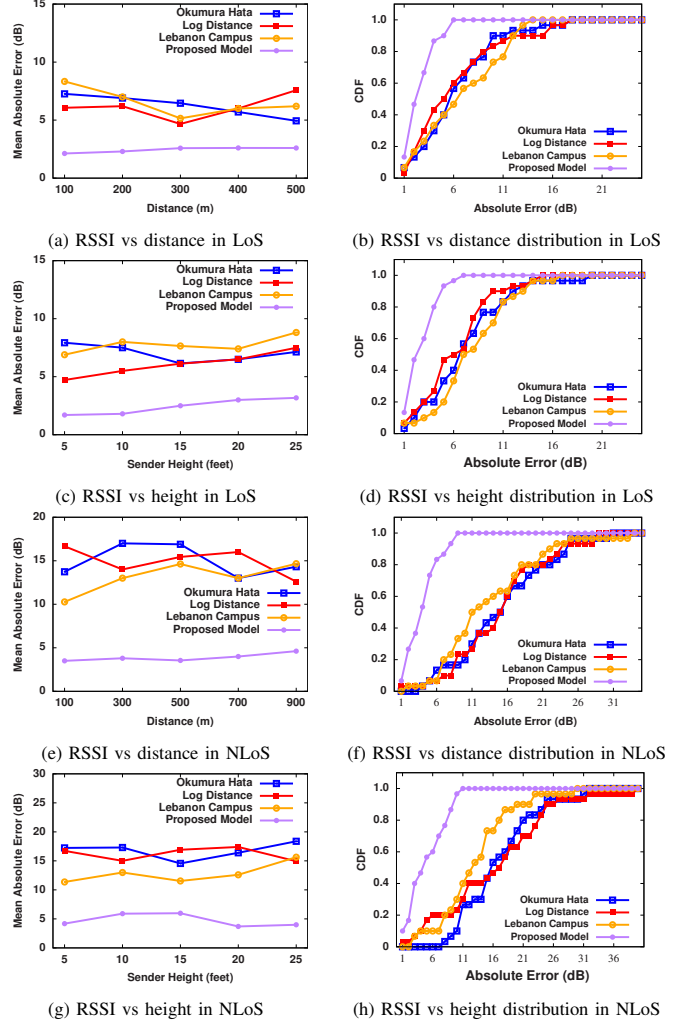 15
10
5
0
100 200 300 400 500
Mean Absolute Error (dB)
Distance (m)
Okumura Hata
Log Distance
Lebanon Campus
Proposed Model
(a) RSSI vs distance in LoS
1.0
0.8
0.6
0.4
0.2
0
1 6 11 16 21
CDF
Absolute Error (dB)
Okumura Hata
Log Distance
Lebanon Campus
Proposed Model
(b) RSSI vs distance distribution in LoS
15
10
5
0
5 10 15 20 25
Mean Absolute Error (dB)
Sender Height (feet)
Okumura Hata
Log Distance
Lebanon Campus
Proposed Model
(c) RSSI vs height in LoS
1.0
0.8
0.6
0.4
0.2
0
1 6 11 16 21
CDF
Absolute Error (dB)
Okumura Hata
Log Distance
Lebanon Campus
Proposed Model
(d) RSSI vs height distribution in LoS
20
15
10
5
0
100 300 500 700 900
Mean Absolute Error (dB)
Distance (m)
Okumura Hata
Log Distance
Lebanon Campus
Proposed Model
(e) RSSI vs distance in NLoS
1.0
0.8
0.6
0.4
0.2
0
1 6 11 16 21 26 31
CDF
Absolute Error (dB)
Okumura Hata
Log Distance
Lebanon Campus
Proposed Model
(f) RSSI vs distance distribution in NLoS
30
25
20
15
10
5
0
5 10 15 20 25
Mean Absolute Error (dB)
Sender Height (feet)
Okumura Hata
Log Distance
Lebanon Campus
Proposed Model
(g) RSSI vs height in NLoS
1.0
0.8
0.6
0.4
0.2
0
1 6 11 16 21 26 31 36
CDF
Absolute Error (dB)
Okumura Hata
Log Distance
Lebanon Campus
Proposed Model
(h) RSSI vs height distribution in NLoS